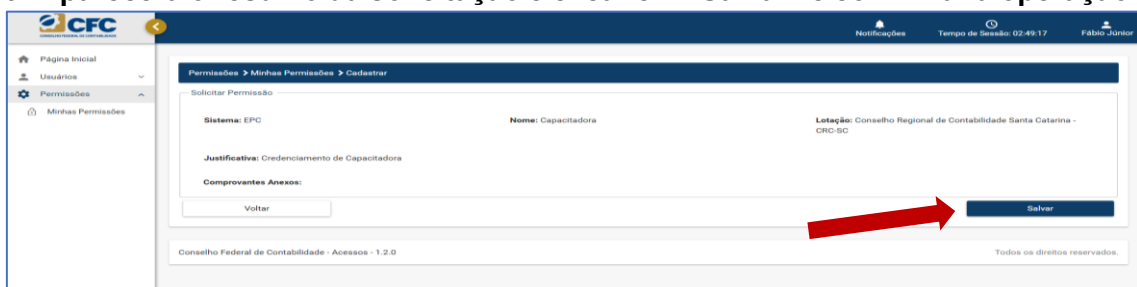 CFC
CONSELHO FEDERAL DE CONTABILIDADE
Notificações
Tempo de Sessão: 02:49:17
Fábio Júnior
Página Inicial
Usuários
Permissões
Minhas Permissões
Permissões > Minhas Permissões > Cadastrar
Solicitar Permissão
Sistema: EPC
Nome: Capacitadora
Lotação: Conselho Regional de Contabilidade Santa Catarina -
CRC-SC
Justificativa: Credenciamento de Capacitadora
Comprovantes Anexos:
Voltar
Salvar
Conselho Federal de Contabilidade - Acessos - 1.2.0
Todos os direitos reservados.